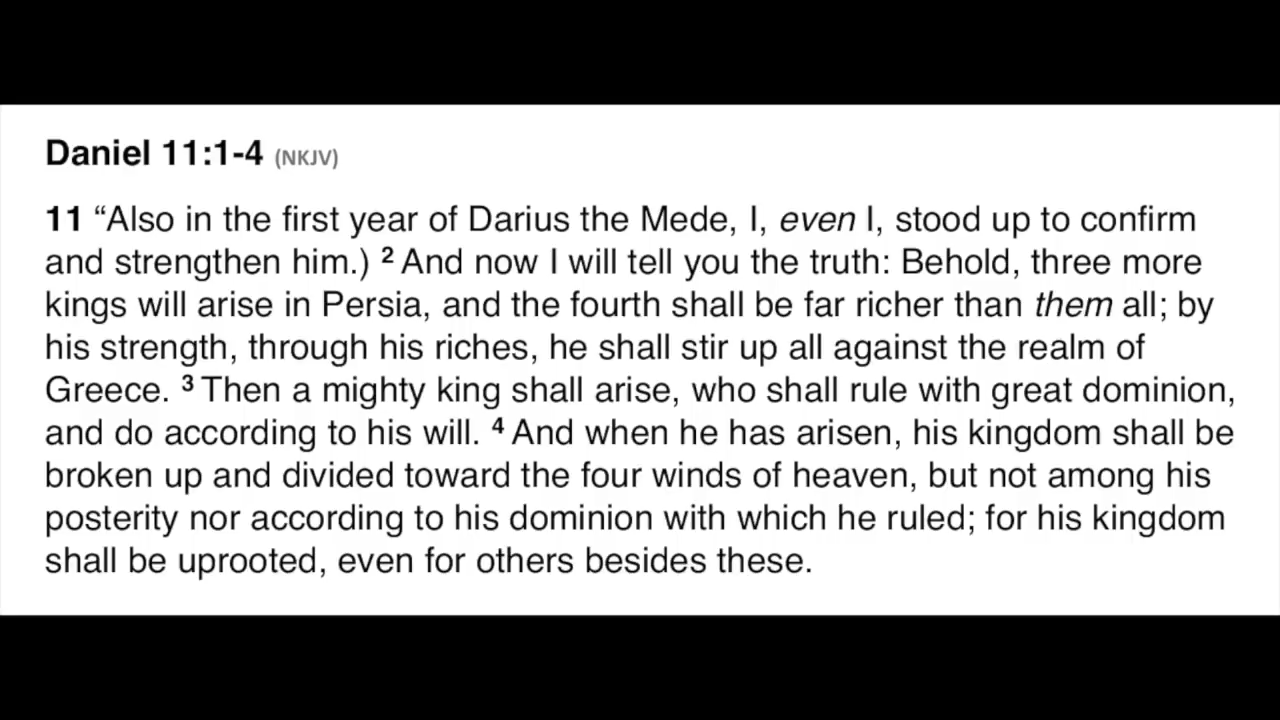 Daniel 11:1-4 (NKJV)
11 “Also in the first year of Darius the Mede, I, even I, stood up to confirm
and strengthen him.) 2 And now I will tell you the truth: Behold, three more
kings will arise in Persia, and the fourth shall be far richer than them all; by
his strength, through his riches, he shall stir up all against the realm of
Greece. 3 Then a mighty king shall arise, who shall rule with great dominion,
and do according to his will. 4 And when he has arisen, his kingdom shall be
broken up and divided toward the four winds of heaven, but not among his
posterity nor according to his dominion with which he ruled; for his kingdom
shall be uprooted, even for others besides these.